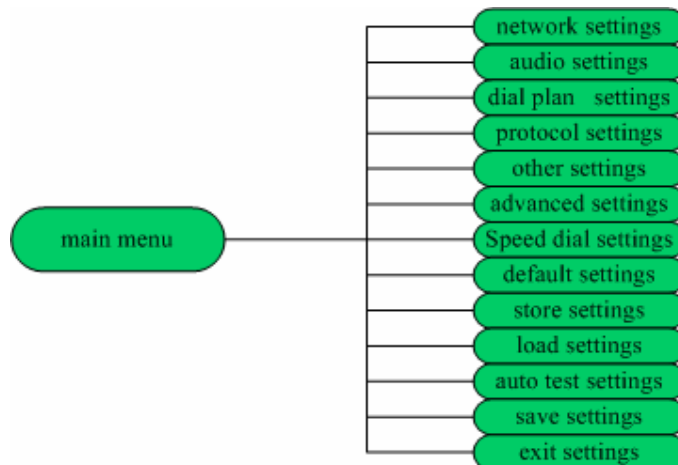 network settings
audio settings
dial plan settings
protocol settings
other settings
advanced settings
main menu
Speed dial settings
default settings
store settings
load settings
auto test settings
save settings
exit settings